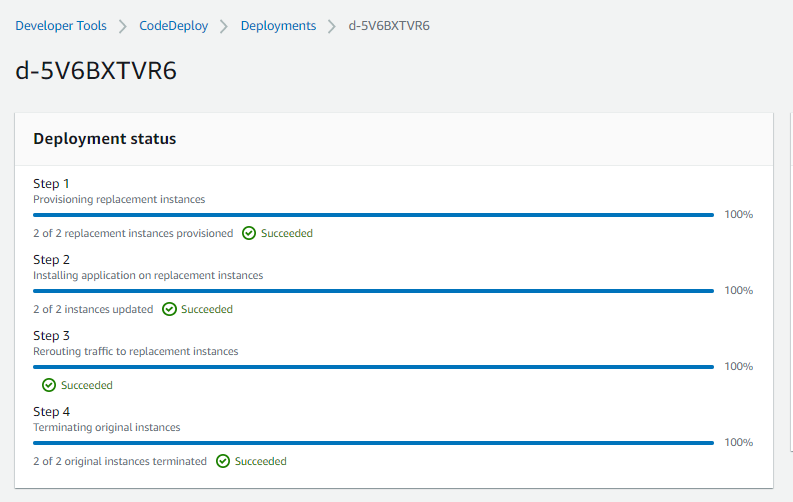 Developer Tools > CodeDeploy > Deployments > d-5V6BXTVR6
d-5V6BXTVR6
Deployment status
Step 1
Provisioning replacement instances
100%
2 of 2 replacement instances provisioned Succeeded
Step 2
Installing application on replacement instances
100%
2 of 2 instances updated Succeeded
Step 3
Rerouting traffic to replacement instances
100%
Succeeded
Step 4
Terminating original instances
100%
2 of 2 original instances terminated Succeeded